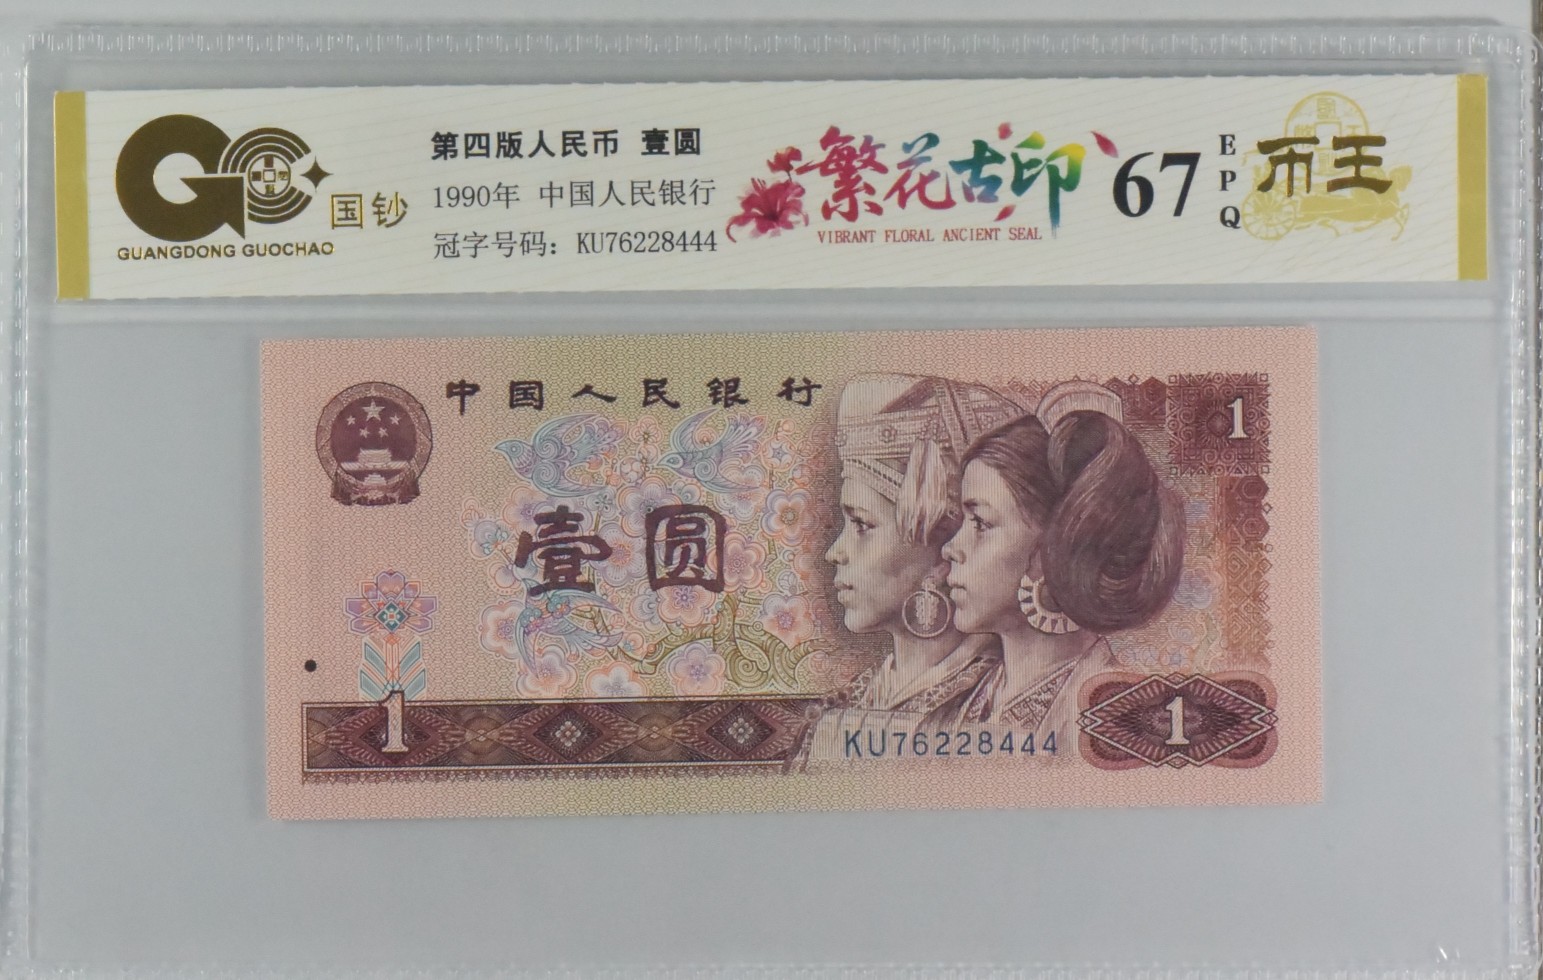 GC
国钞
GUANGDONG GUOCHAO
第四版人民币 壹圆
1990年 中国人民银行
冠字号码：KU76228444
繁花古印
VIBRANT FLORAL ANCIENT SEAL
67
EPQ
币王
中国人民银行
1
壹圆
1
KU76228444
1